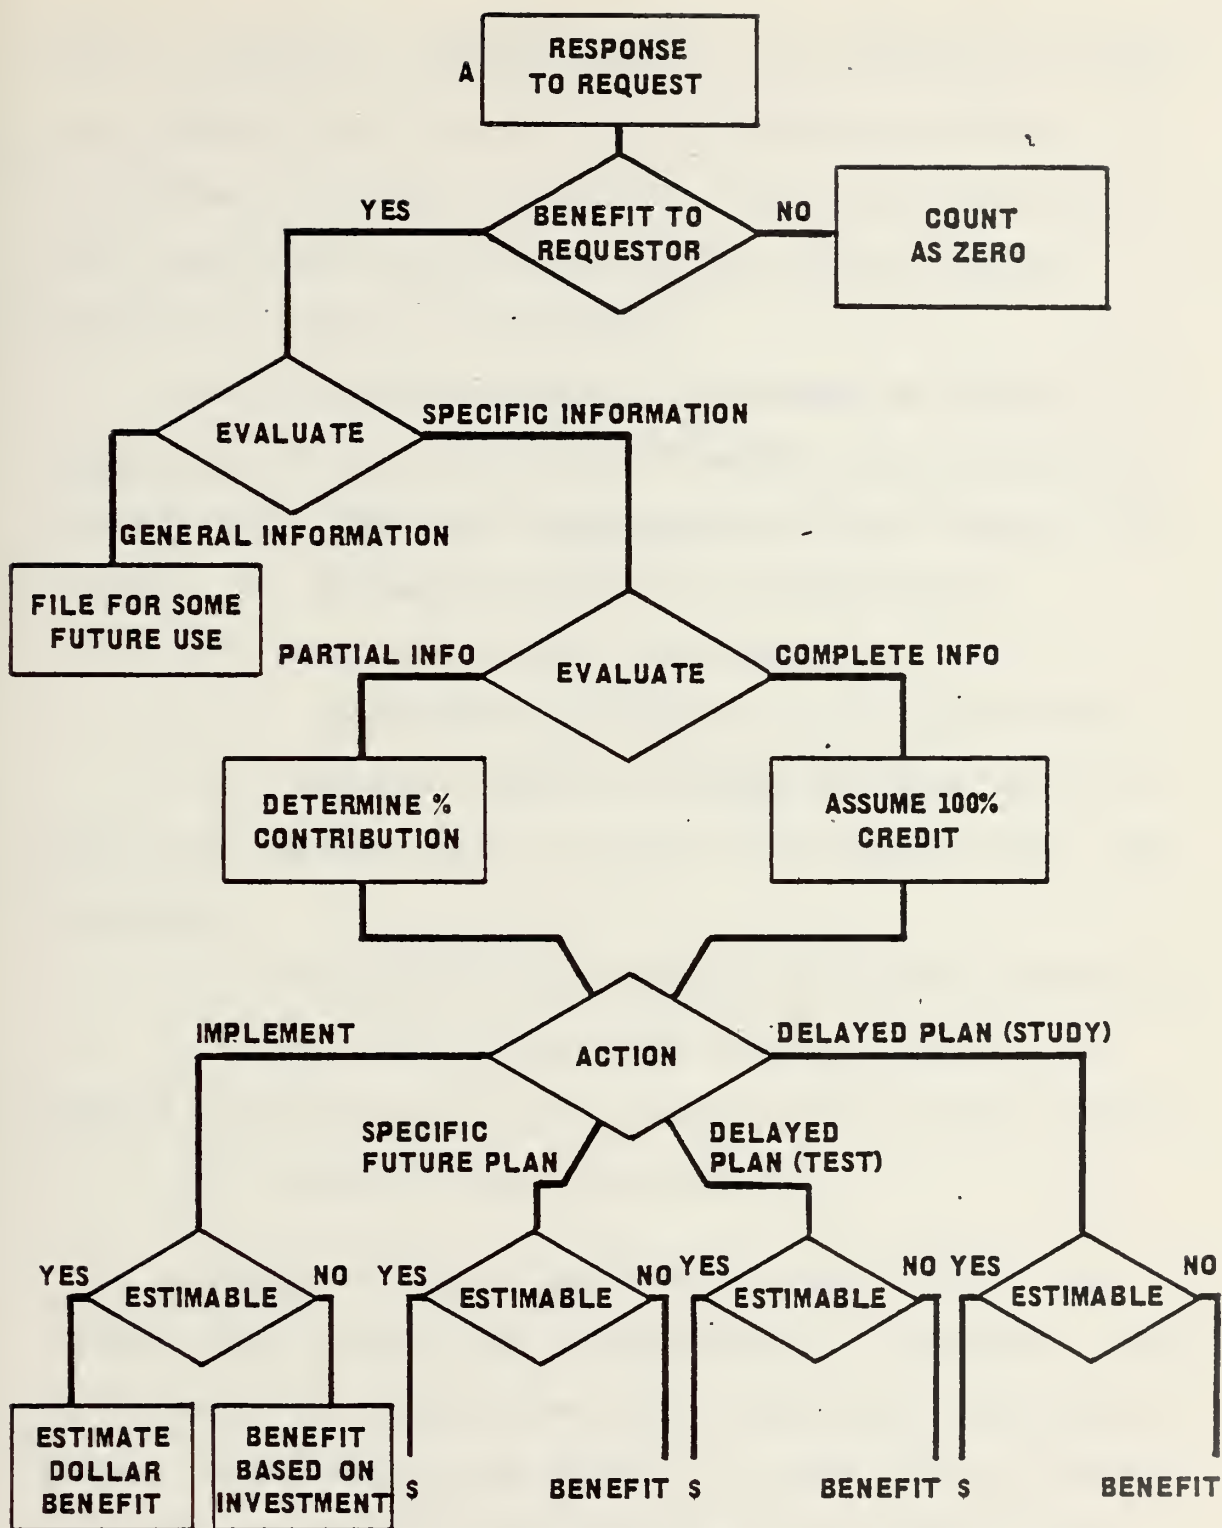 RESPONSE
TO REQUEST
A
BENEFIT TO
REQUESTOR
YES
NO
COUNT
AS ZERO
EVALUATE
SPECIFIC INFORMATION
GENERAL INFORMATION
FILE FOR SOME
FUTURE USE
PARTIAL INFO
EVALUATE
COMPLETE INFO
DETERMINE %
CONTRIBUTION
ASSUME 100%
CREDIT
IMPLEMENT
ACTION
DELAYED PLAN (STUDY)
SPECIFIC
FUTURE PLAN
DELAYED
PLAN (TEST)
YES
ESTIMABLE
NO
YES
ESTIMABLE
NO
YES
ESTIMABLE
NO
YES
ESTIMABLE
NO
ESTIMATE
DOLLAR
BENEFIT
BENEFIT
BASED ON
INVESTMENT
$
BENEFIT
$
BENEFIT
$
BENEFIT